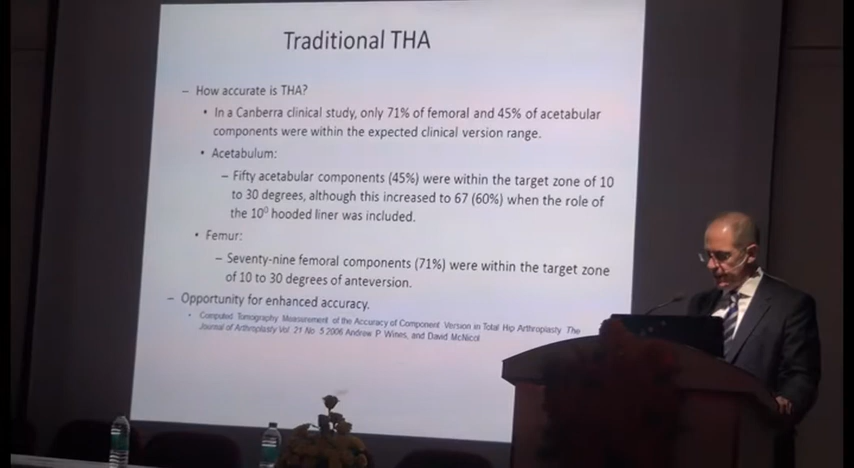 Traditional THA
– How accurate is THA?
• In a Canberra clinical study, only 71% of femoral and 45% of acetabular
components were within the expected clinical version range.
• Acetabulum:
– Fifty acetabular components (45%) were within the target zone of 10
to 30 degrees, although this increased to 67 (60%) when the role of
the 10⁰ hooded liner was included.
• Femur:
– Seventy-nine femoral components (71%) were within the target zone
of 10 to 30 degrees of anteversion.
– Opportunity for enhanced accuracy.
• Computed Tomography Measurement of the Accuracy of Component Version in Total Hip Arthroplasty The
Journal of Arthroplasty Vol. 21 No. 5 2006 Andrew P. Wines, and David McNicol